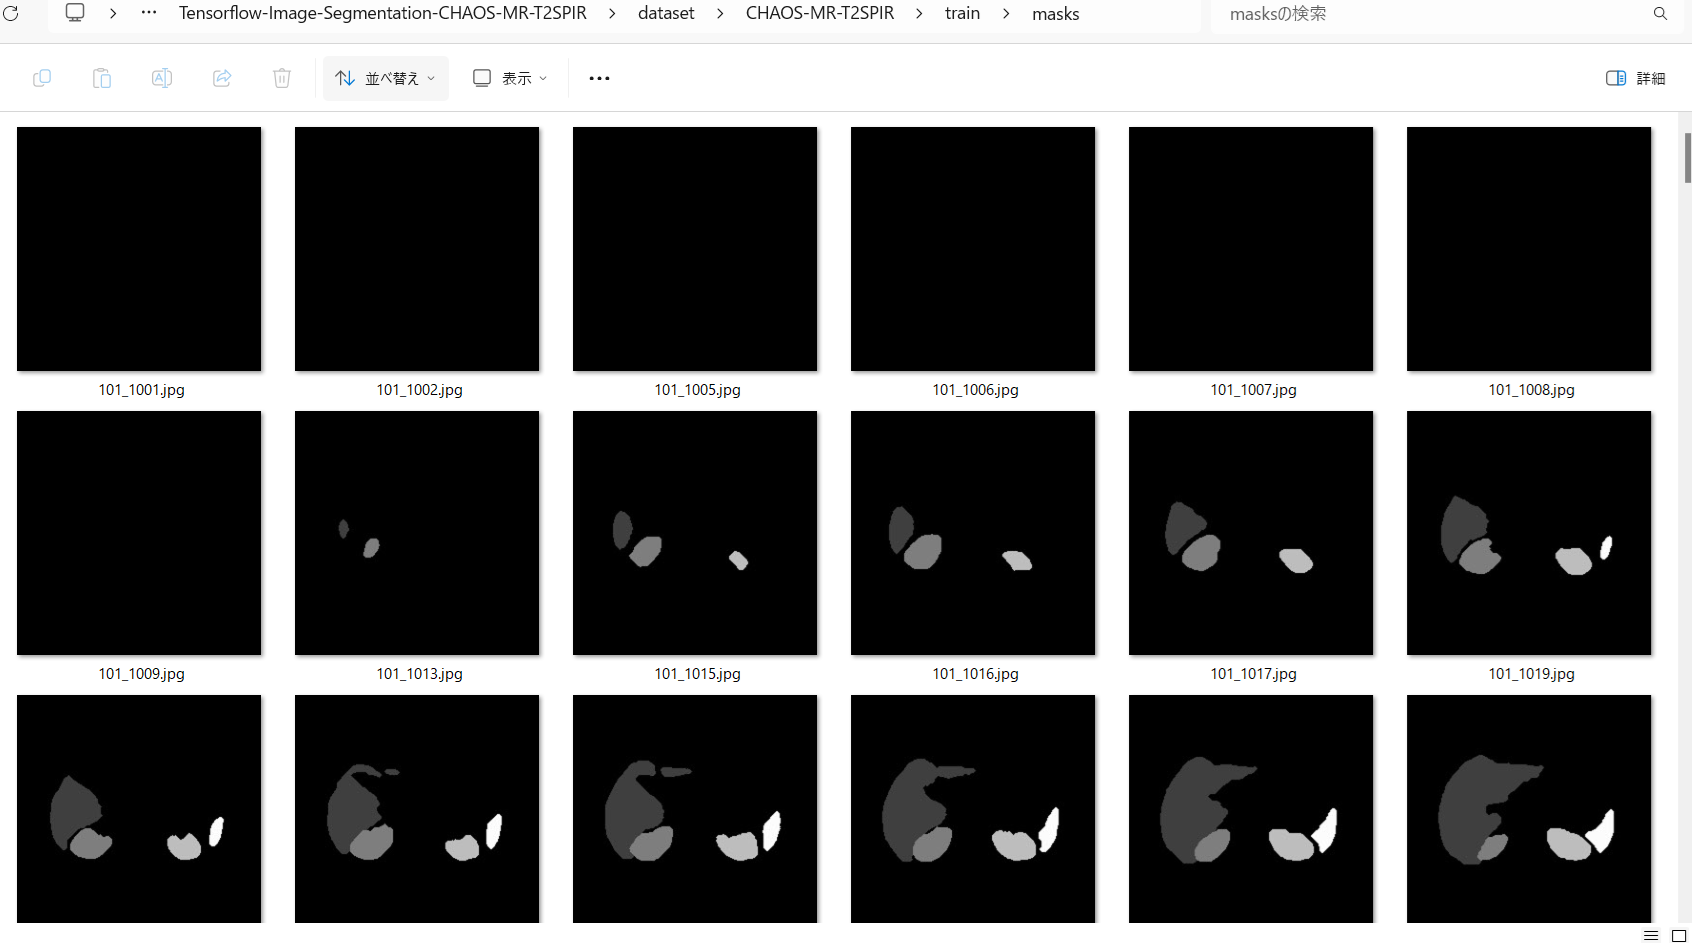 Tensorflow-Image-Segmentation-CHAOS-MR-T2SPIR > dataset > CHAOS-MR-T2SPIR > train > masks masksの検索
並べ替え 表示 詳細
101_1001.jpg 101_1002.jpg 101_1005.jpg 101_1006.jpg 101_1007.jpg 101_1008.jpg
101_1009.jpg 101_1013.jpg 101_1015.jpg 101_1016.jpg 101_1017.jpg 101_1019.jpg